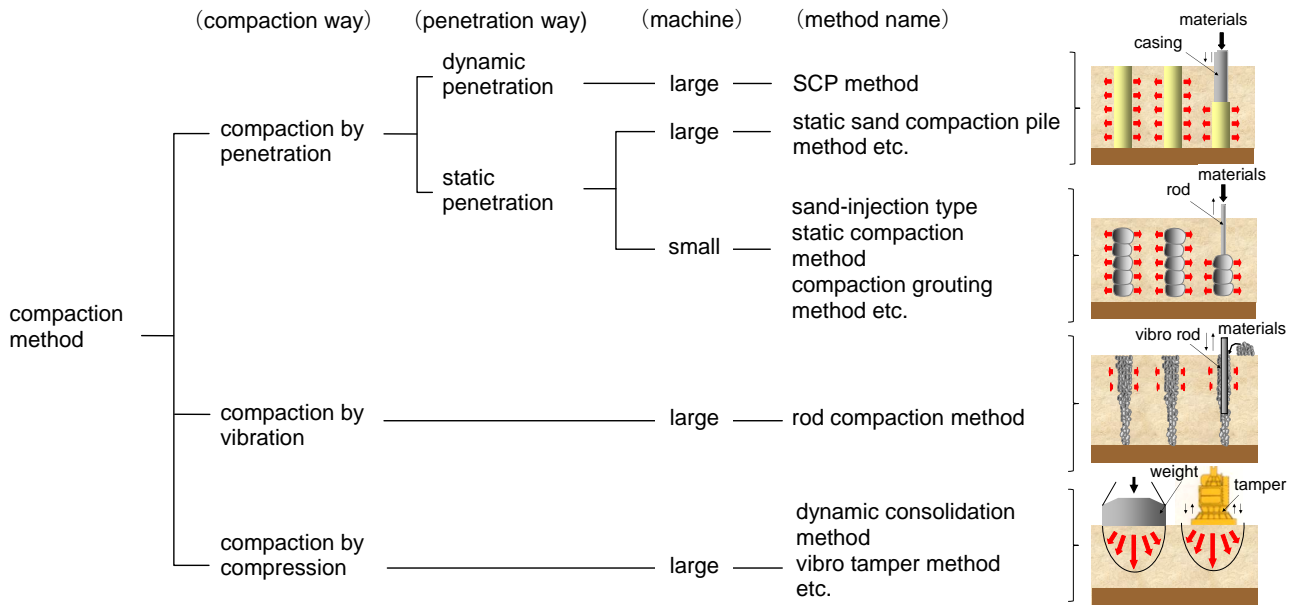 （compaction way）
（penetration way）
（machine）
（method name）
materials
casing
dynamic
penetration
large
SCP method
compaction by
penetration
large
static sand compaction pile
method etc.
static
penetration
materials
rod
small
sand-injection type
static compaction
method
compaction grouting
method etc.
compaction
method
vibro rod
materials
compaction by
vibration
large
rod compaction method
weight
tamper
compaction by
compression
large
dynamic consolidation
method
vibro tamper method
etc.